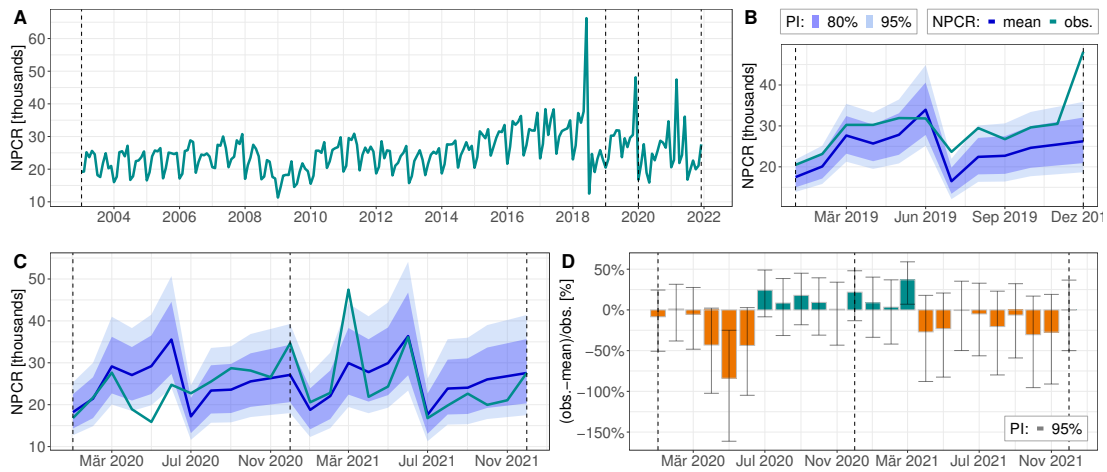 A
NPCR [thousands]
60
50
40
30
20
10
2004 2006 2008 2010 2012 2014 2016 2018 2020 2022
B
PI: 80% 95%
NPCR: mean obs.
NPCR [thousands]
40
30
20
Mär 2019 Jun 2019 Sep 2019 Dez 201
C
NPCR [thousands]
50
40
30
20
10
Mär 2020 Jul 2020 Nov 2020 Mär 2021 Jul 2021 Nov 2021
D
(obs.−mean)/obs. [%]
50%
0%
−50%
−100%
−150%
PI: 95%
Mär 2020 Jul 2020 Nov 2020 Mär 2021 Jul 2021 Nov 2021